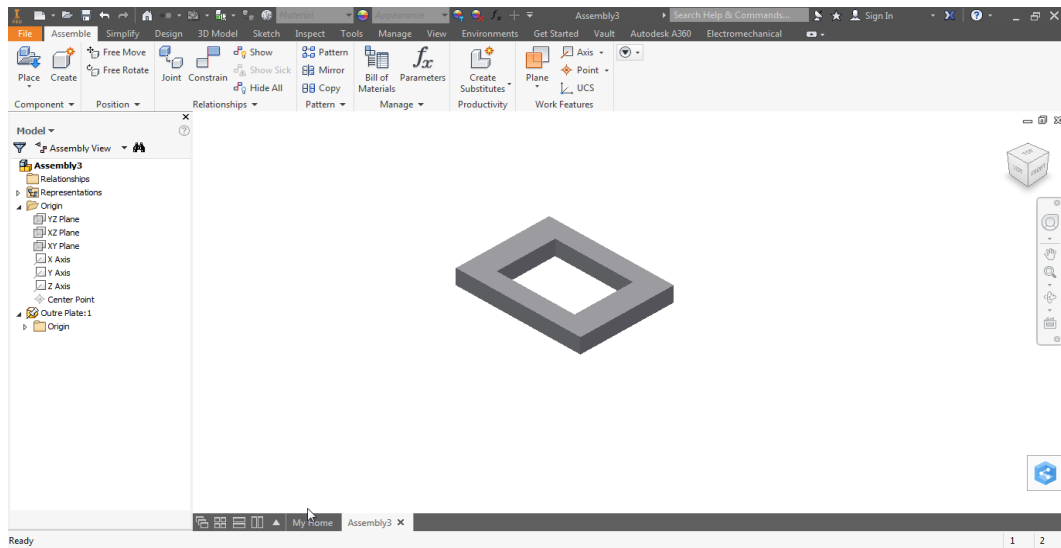 Material Appearance Assembly3 Search Help & Commands... Sign In
File Assemble Simplify Design 3D Model Sketch Inspect Tools Manage View Environments Get Started Vault Autodesk A360 Electromechanical
Place Create Free Move Free Rotate Joint Constrain Show Show Sick Hide All Pattern Mirror Copy Bill of Materials Parameters Create Substitutes Plane Axis Point UCS
Component Position Relationships Pattern Manage Productivity Work Features
Model
Assembly View
Assembly3
Relationships
Representations
Origin
YZ Plane
XZ Plane
XY Plane
X Axis
Y Axis
Z Axis
Center Point
Outre Plate:1
Origin
TOP
FRONT
My Home Assembly3
Ready 1 2